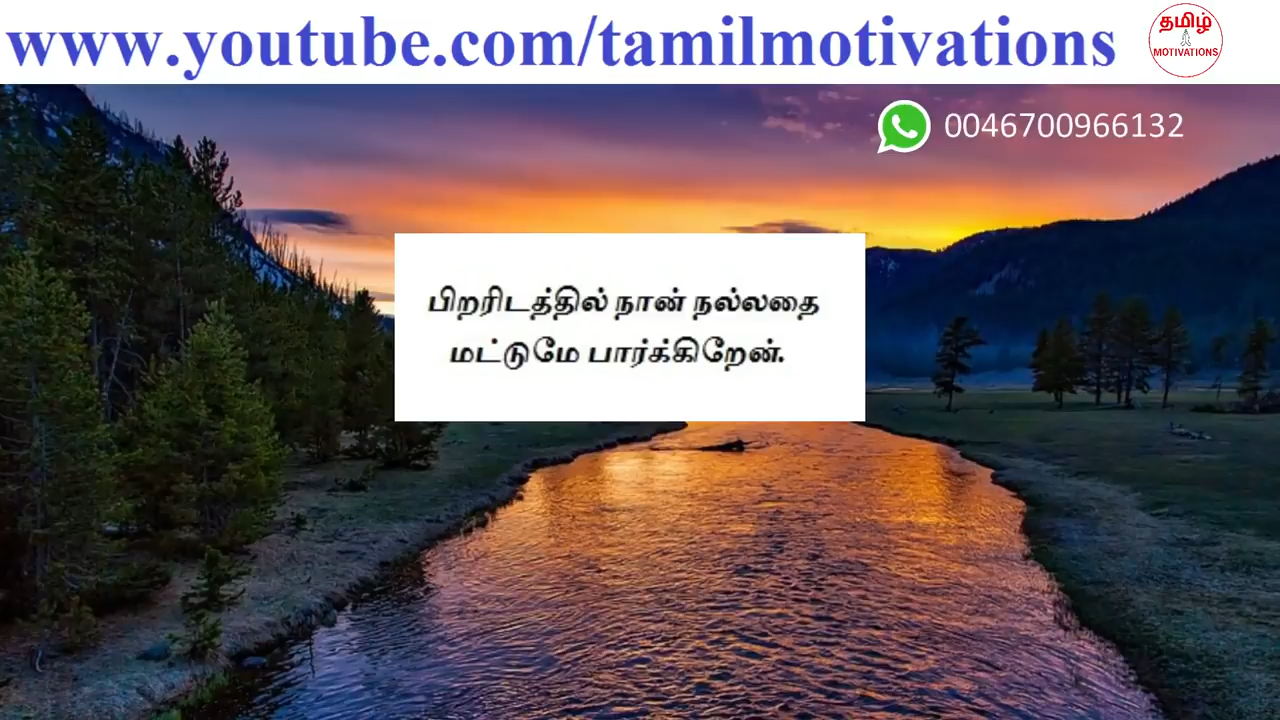 www.youtube.com/tamilmotivations
தமிழ்
MOTIVATIONS
0046700966132
பிறரிடத்தில் நான் நல்லதை
மட்டுமே பார்க்கிறேன்.